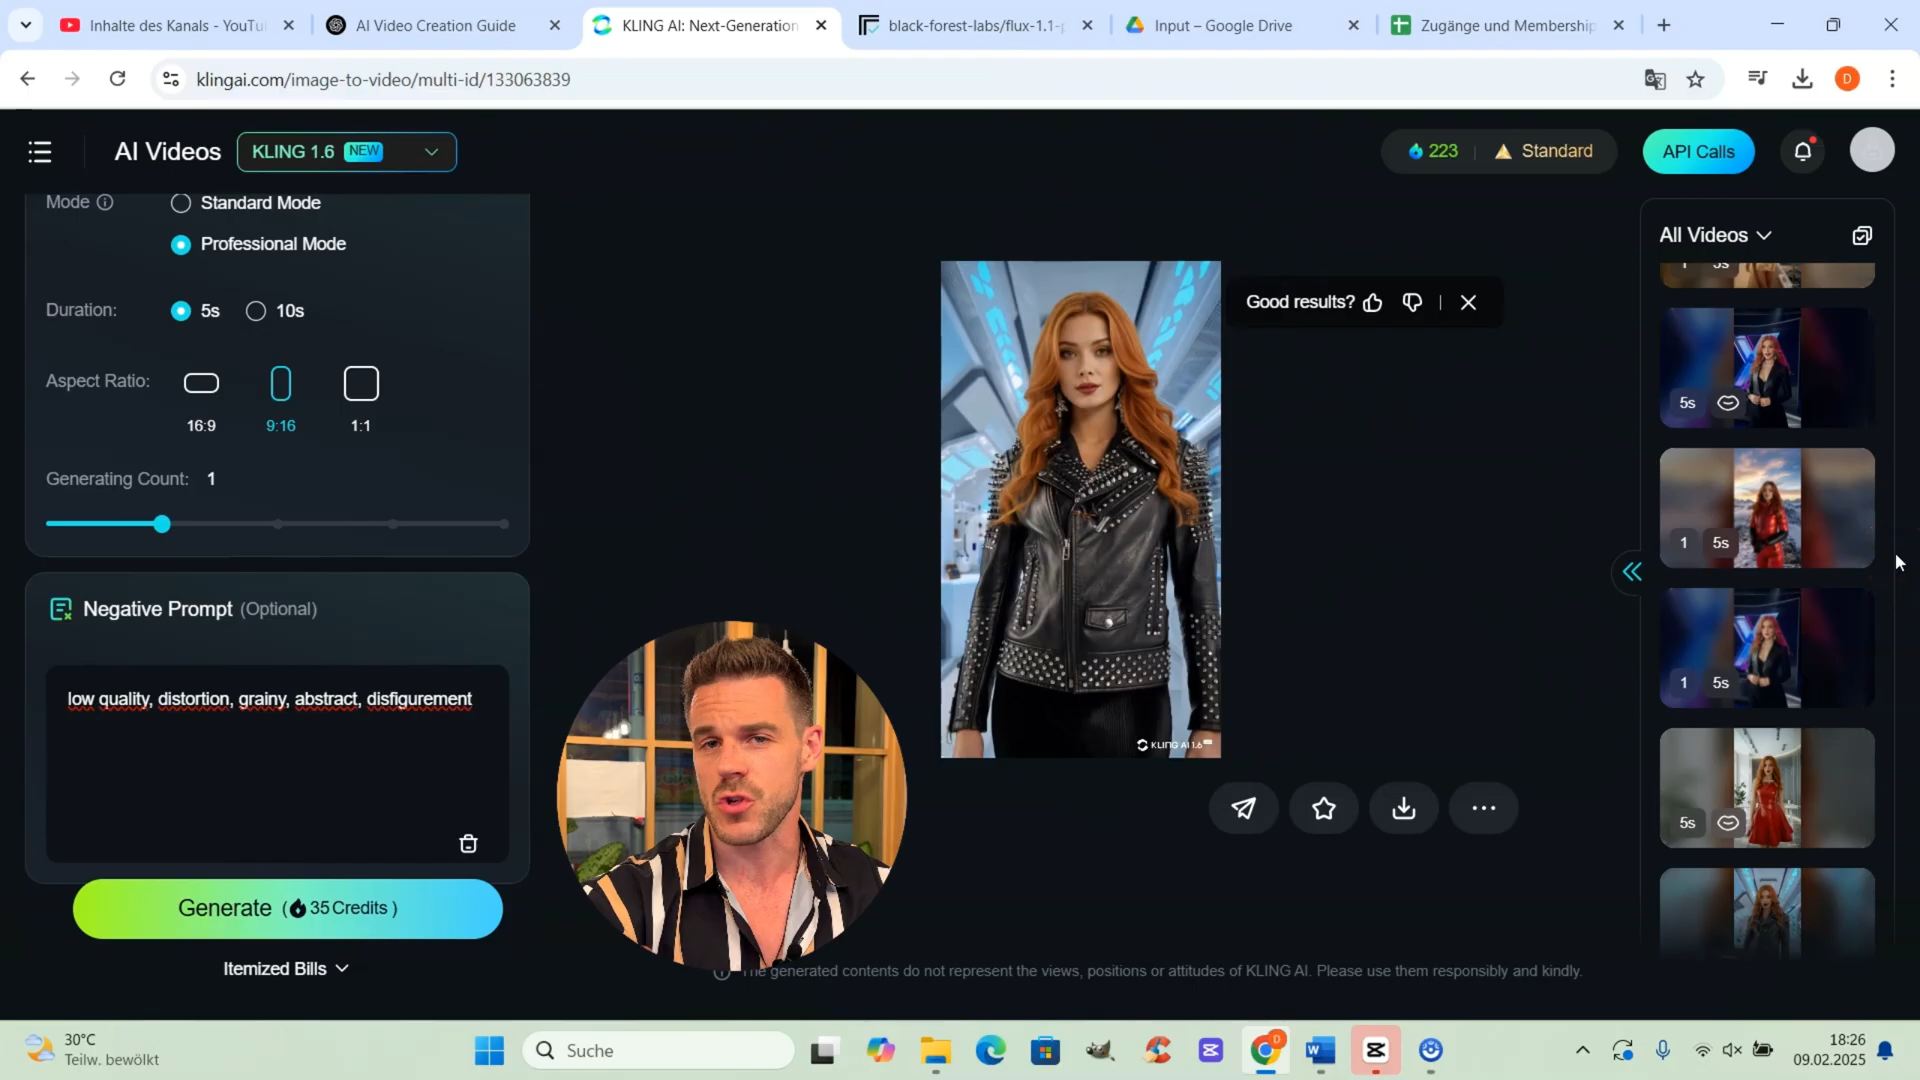 Inhalte des Kanals - YouTu
AI Video Creation Guide
KLING AI: Next-Generation
black-forest-labs/flux-1.1-p
Input – Google Drive
Zugänge und Membership
klingai.com/image-to-video/multi-id/133063839
D
AI Videos
KLING 1.6 NEW
223
Standard
API Calls
Mode
Standard Mode
Professional Mode
Duration:
5s
10s
Aspect Ratio:
16:9
9:16
1:1
Generating Count: 1
Negative Prompt (Optional)
low quality, distortion, grainy, abstract, disfigurement
Generate ( 35 Credits )
Itemized Bills
Good results?
KLING AI 1.6
The generated contents do not represent the views, positions or attitudes of KLING AI. Please use them responsibly and kindly.
All Videos
1 5s
5s
1 5s
1 5s
5s
30°C
Teilw. bewölkt
Suche
D
18:26
09.02.2025